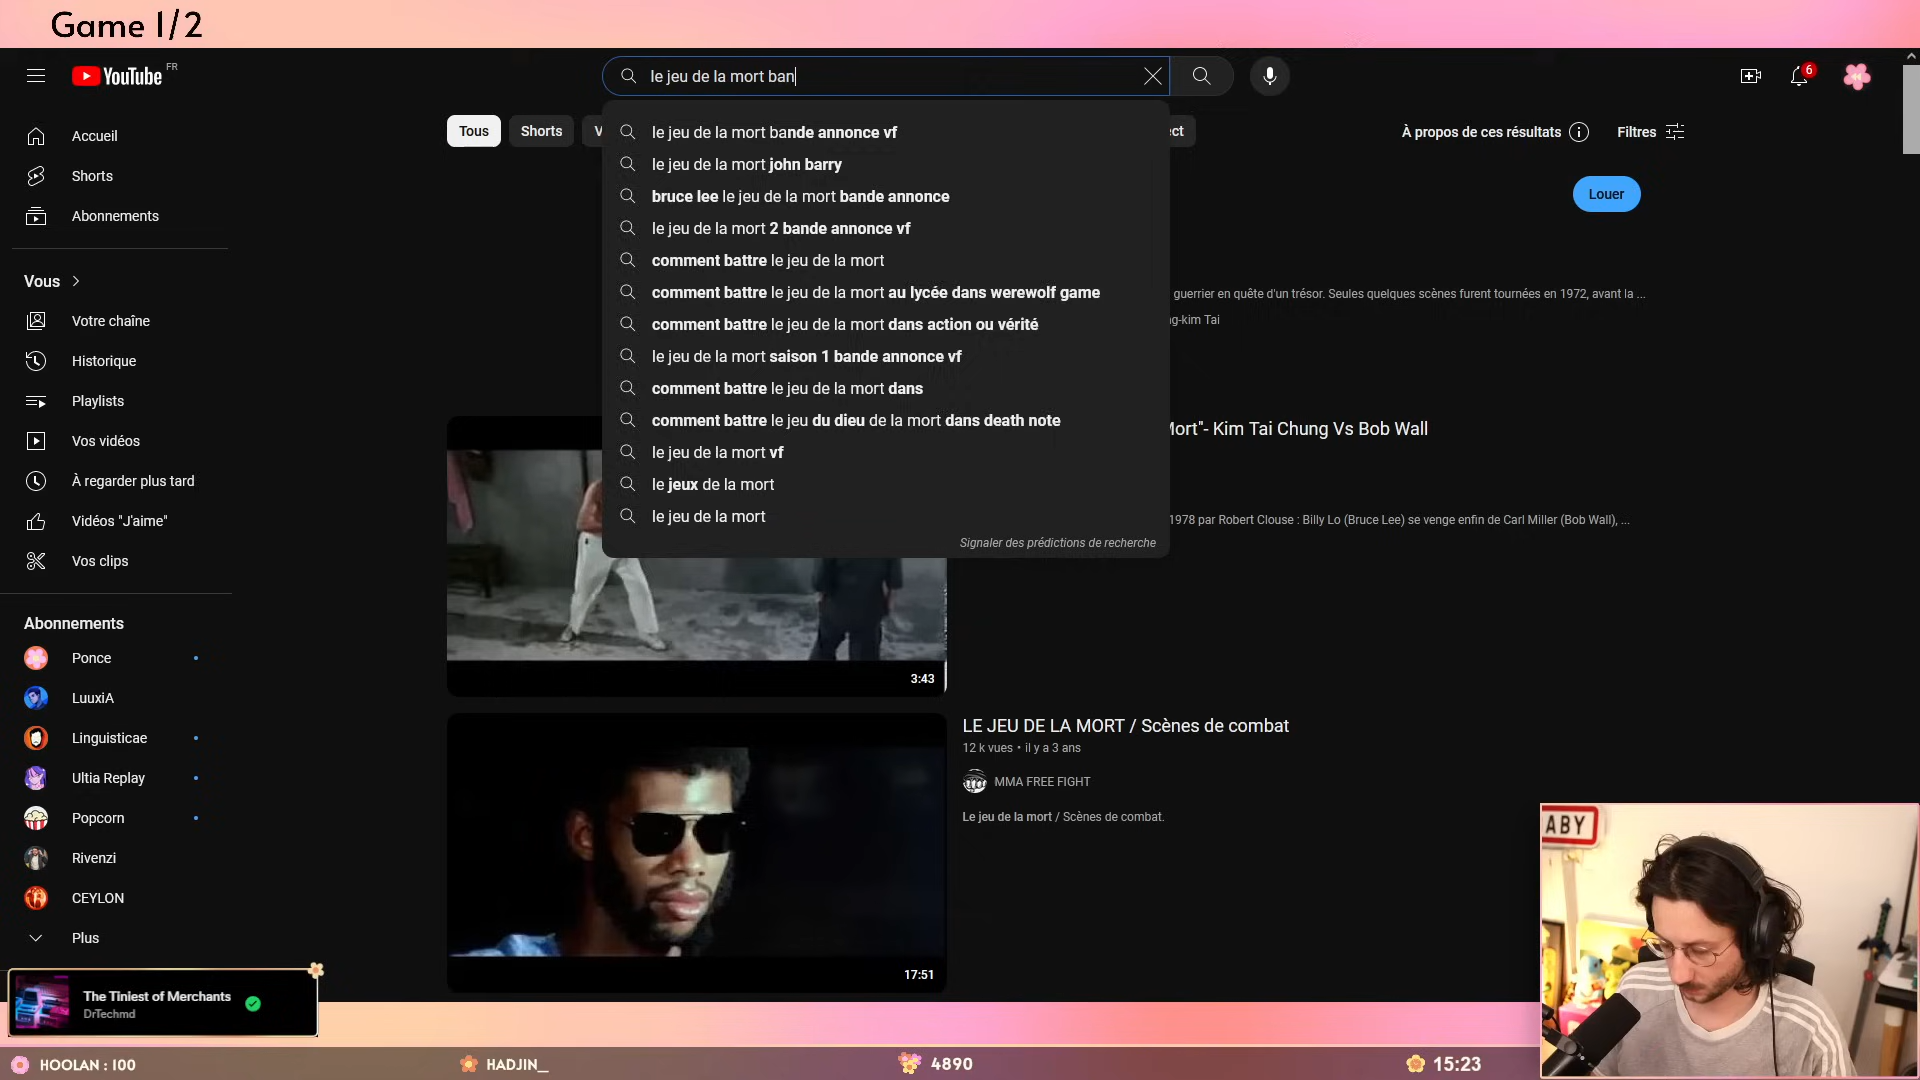 Game 1/2
YouTube FR
le jeu de la mort ban
6
Accueil
Shorts
Abonnements
Vous
Votre chaîne
Historique
Playlists
Vos vidéos
À regarder plus tard
Vidéos "J'aime"
Vos clips
Abonnements
Ponce
LuuxiA
Linguisticae
Ultia Replay
Popcorn
Rivenzi
CEYLON
Plus
Tous
Shorts
V
ect
À propos de ces résultats
Filtres
le jeu de la mort bande annonce vf
le jeu de la mort john barry
bruce lee le jeu de la mort bande annonce
le jeu de la mort 2 bande annonce vf
comment battre le jeu de la mort
comment battre le jeu de la mort au lycée dans werewolf game
comment battre le jeu de la mort dans action ou vérité
le jeu de la mort saison 1 bande annonce vf
comment battre le jeu de la mort dans
comment battre le jeu du dieu de la mort dans death note
le jeu de la mort vf
le jeux de la mort
le jeu de la mort
Signaler des prédictions de recherche
Louer
guerrier en quête d'un trésor. Seules quelques scènes furent tournées en 1972, avant la ...
ng-kim Tai
Mort"- Kim Tai Chung Vs Bob Wall
1978 par Robert Clouse : Billy Lo (Bruce Lee) se venge enfin de Carl Miller (Bob Wall), ...
3:43
LE JEU DE LA MORT / Scènes de combat
12 k vues • il y a 3 ans
MMA FREE FIGHT
Le jeu de la mort / Scènes de combat.
17:51
ABY
The Tiniest of Merchants
DrTechmd
HOOLAN : 100
HADJIN_
4890
15:23